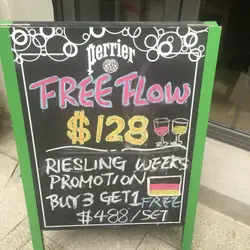 Perrier
FREE FLOW
$128
RIESLING WEEKS
PROMOTION
BUY 3 GET 1 FREE
$488/SET